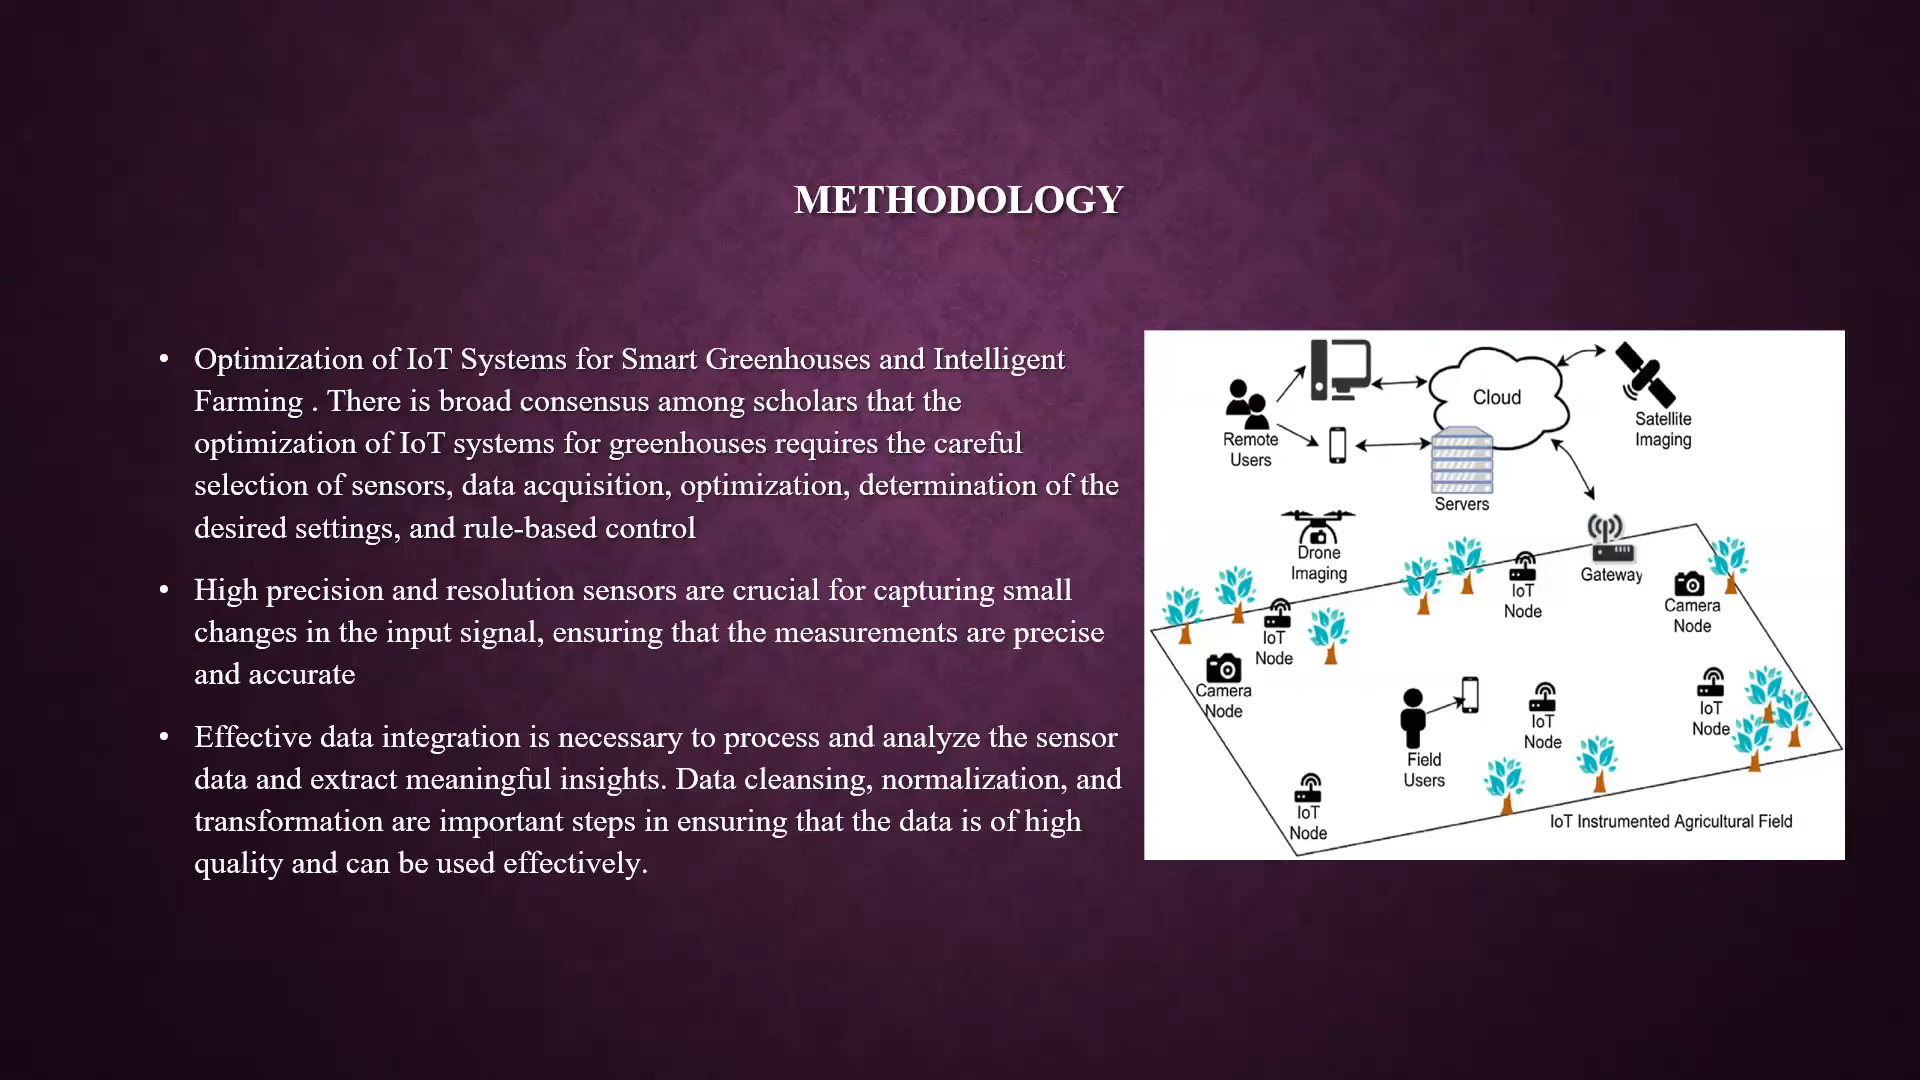 METHODOLOGY
• Optimization of IoT Systems for Smart Greenhouses and Intelligent
Farming . There is broad consensus among scholars that the
optimization of IoT systems for greenhouses requires the careful
selection of sensors, data acquisition, optimization, determination of the
desired settings, and rule-based control
• High precision and resolution sensors are crucial for capturing small
changes in the input signal, ensuring that the measurements are precise
and accurate
• Effective data integration is necessary to process and analyze the sensor
data and extract meaningful insights. Data cleansing, normalization, and
transformation are important steps in ensuring that the data is of high
quality and can be used effectively.
Cloud
Remote
Users
Satellite
Imaging
Servers
Drone
Imaging
Gateway
IoT
Node
Camera
Node
IoT
Node
Camera
Node
Field
Users
IoT
Node
IoT
Node
IoT
Node
IoT Instrumented Agricultural Field